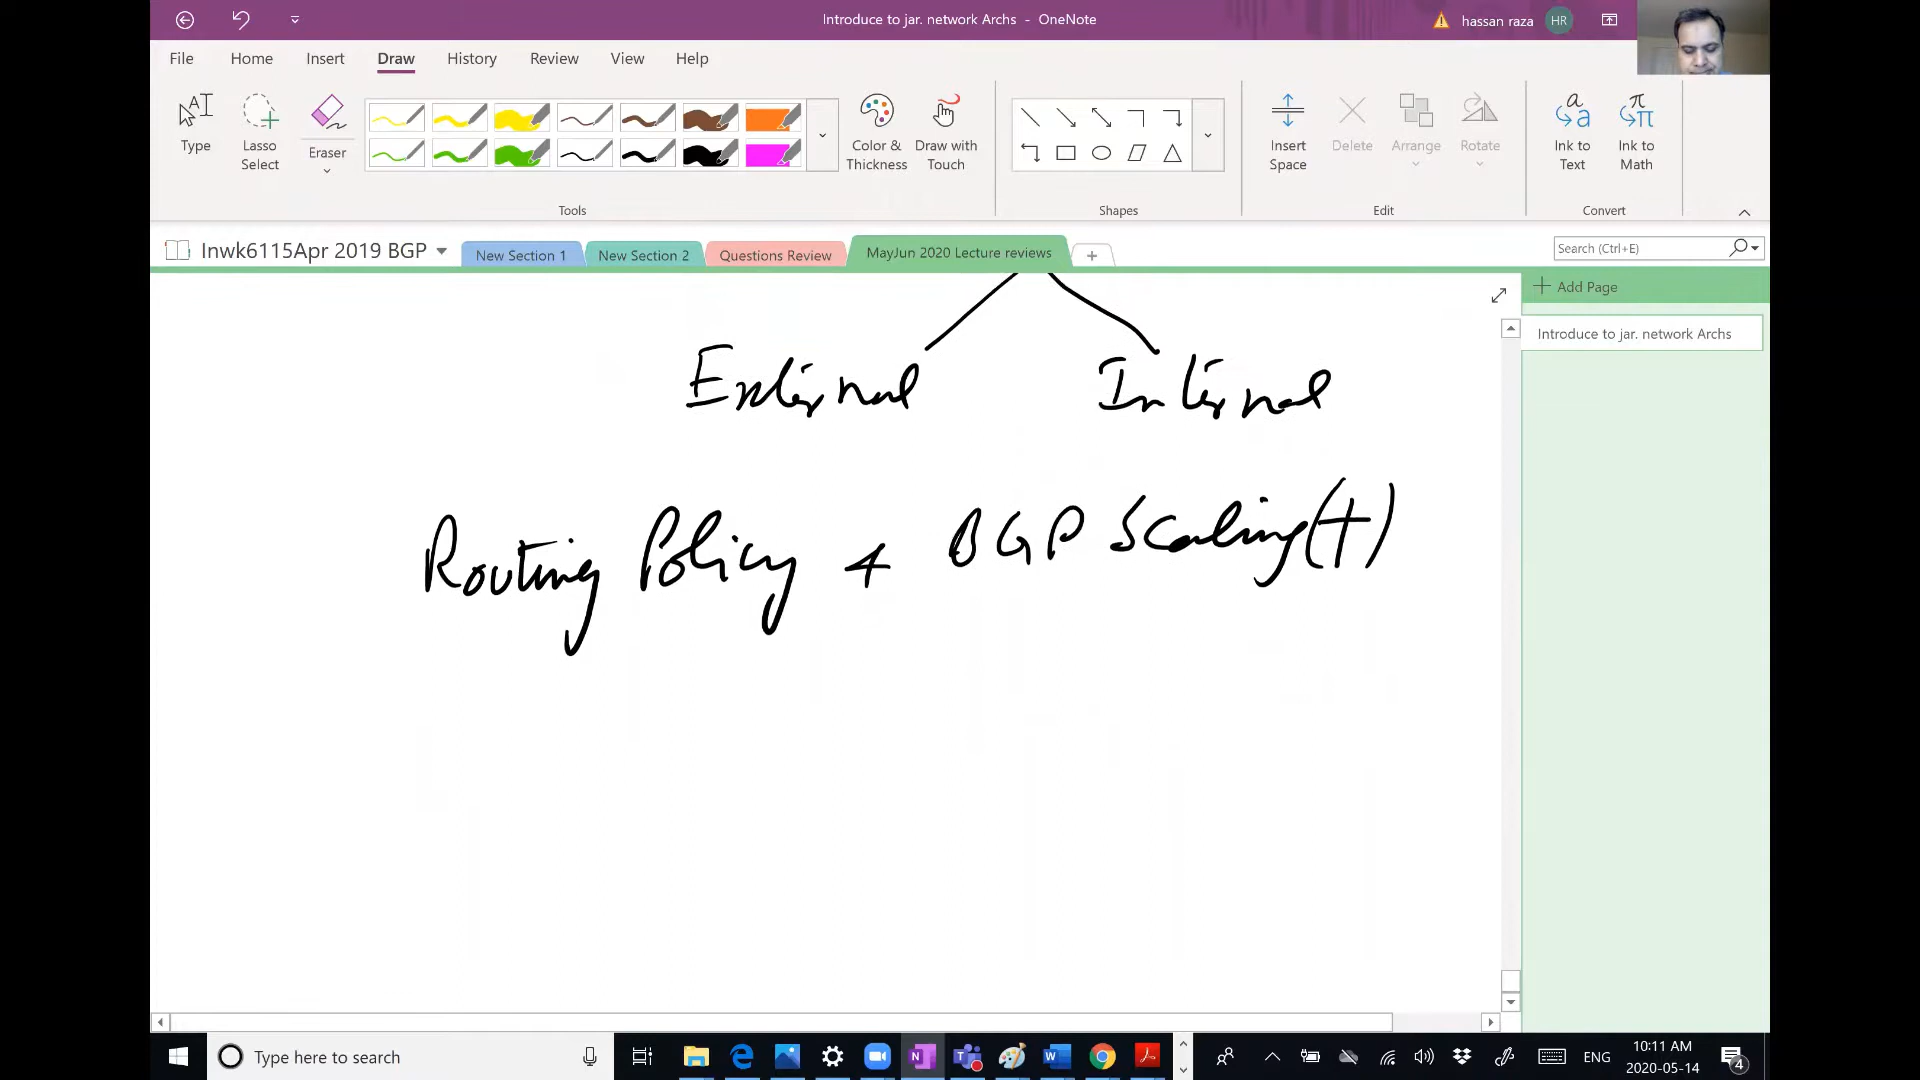 Introduce to jar. network Archs - OneNote
hassan raza HR
File Home Insert Draw History Review View Help
Type
Lasso Select
Eraser
Color & Thickness
Draw with Touch
Insert Space
Delete
Arrange
Rotate
Ink to Text
Ink to Math
Tools Shapes Edit Convert
Inwk6115Apr 2019 BGP New Section 1 New Section 2 Questions Review MayJun 2020 Lecture reviews + Search (Ctrl+E)
+ Add Page
Introduce to jar. network Archs
External Internal
Routing Policy + BGP Scaling(+)
Type here to search
ENG
10:11 AM
2020-05-14
4